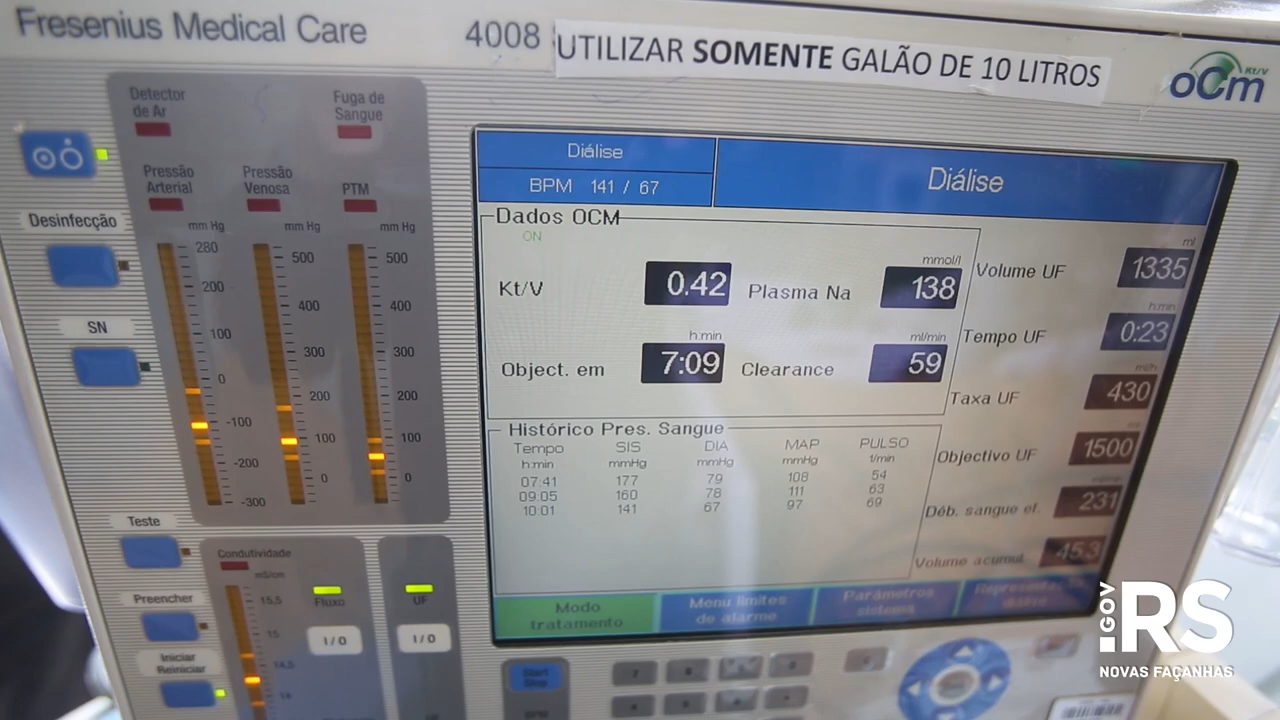 Fresenius Medical Care
4008
UTILIZAR SOMENTE GALÃO DE 10 LITROS
Kt/V
OCM
Detector de Ar
Fuga de Sangue
Pressão Arterial
Pressão Venosa
PTM
mm Hg
mm Hg
mm Hg
280
200
100
0
-100
-200
-300
500
400
300
200
100
0
500
400
300
200
100
0
Desinfecção
SN
Teste
Preencher
Iniciar
Reiniciar
Condutividade
mS/cm
15,5
15
14,5
14
Fluxo
I / O
UF
I / O
Diálise
BPM 141 / 67
Diálise
Dados OCM
ON
Kt/V 0.42
mmol/l
Plasma Na 138
h:min
Object. em 7:09
ml/min
Clearance 59
ml
Volume UF 1335
h:min
Tempo UF 0:23
ml/h
Taxa UF 430
Objectivo UF 1500
Déb. sangue ef. 231
Volume acumul. 45.3
Histórico Pres. Sangue
Tempo SIS DIA MAP PULSO
h:min mmHg mmHg mmHg 1/min
07:41 177 79 108 54
09:05 160 78 111 63
10:01 141 67 97 69
Modo tratamento
Menu limites de alarme
Parâmetros sistema
Start
Stop
GOV
RS
NOVAS FAÇANHAS